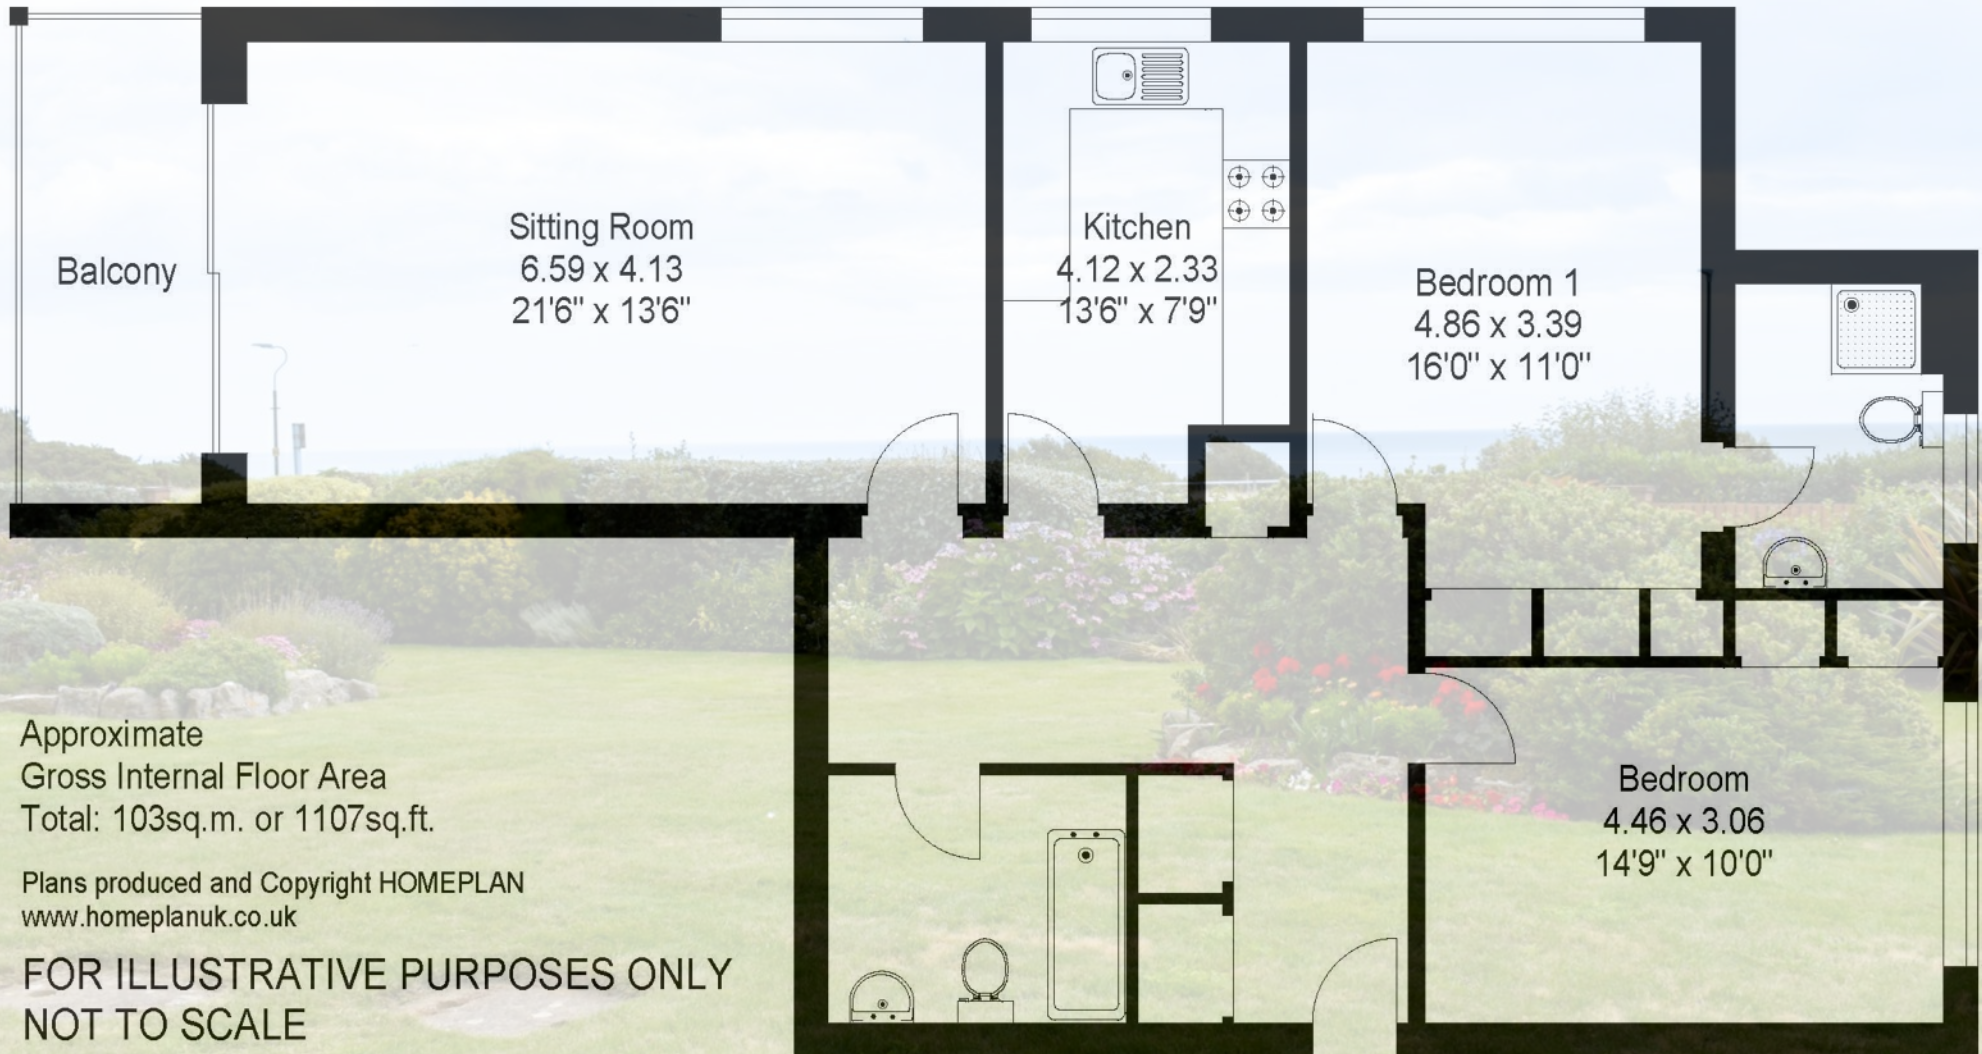 Balcony
Sitting Room
6.59 x 4.13
21'6" x 13'6"
Kitchen
4.12 x 2.33
13'6" x 7'9"
Bedroom 1
4.86 x 3.39
16'0" x 11'0"
Bedroom
4.46 x 3.06
14'9" x 10'0"
Approximate
Gross Internal Floor Area
Total: 103sq.m. or 1107sq.ft.
Plans produced and Copyright HOMEPLAN
www.homeplanuk.co.uk
FOR ILLUSTRATIVE PURPOSES ONLY
NOT TO SCALE